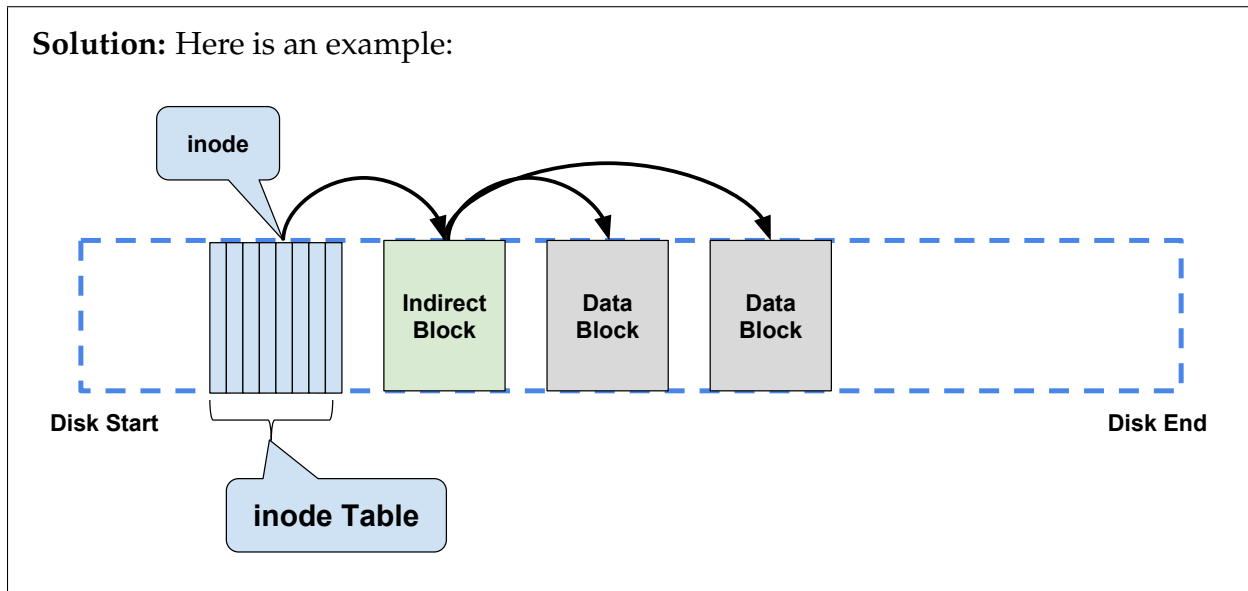 Solution: Here is an example:
inode
Indirect
Block
Data
Block
Data
Block
Disk Start
Disk End
inode Table